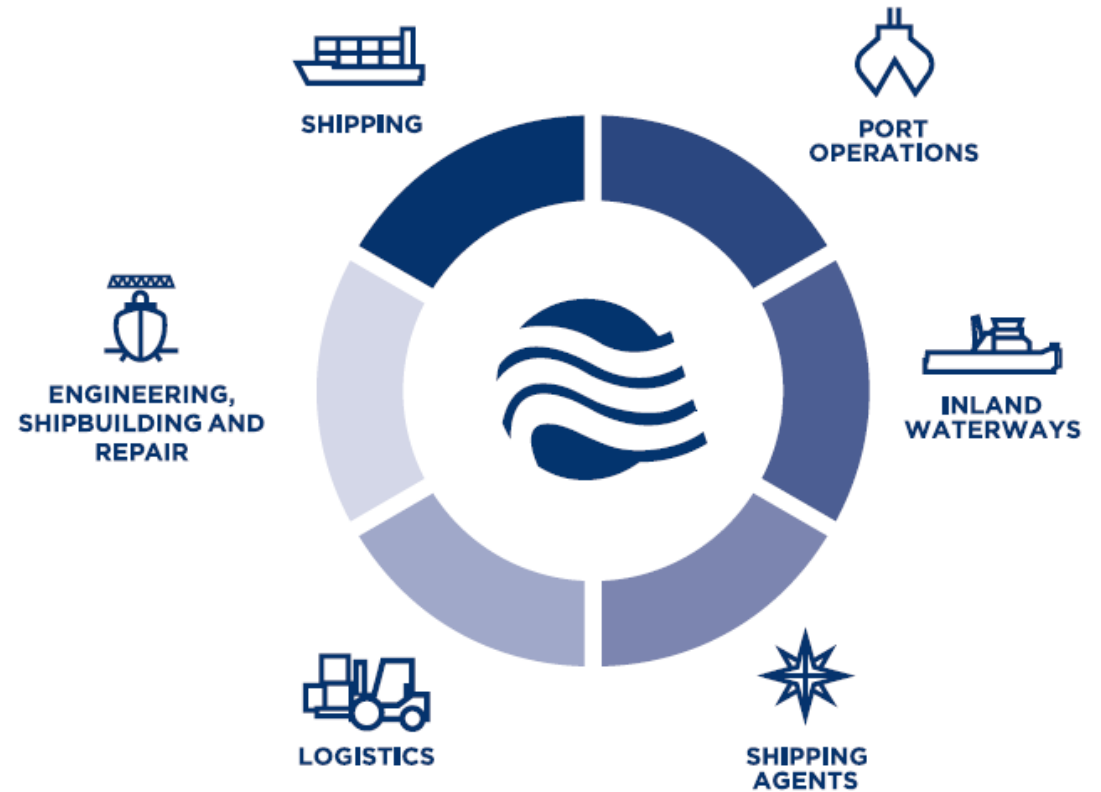 SHIPPING
PORT
OPERATIONS
INLAND
WATERWAYS
SHIPPING
AGENTS
LOGISTICS
ENGINEERING,
SHIPBUILDING AND
REPAIR